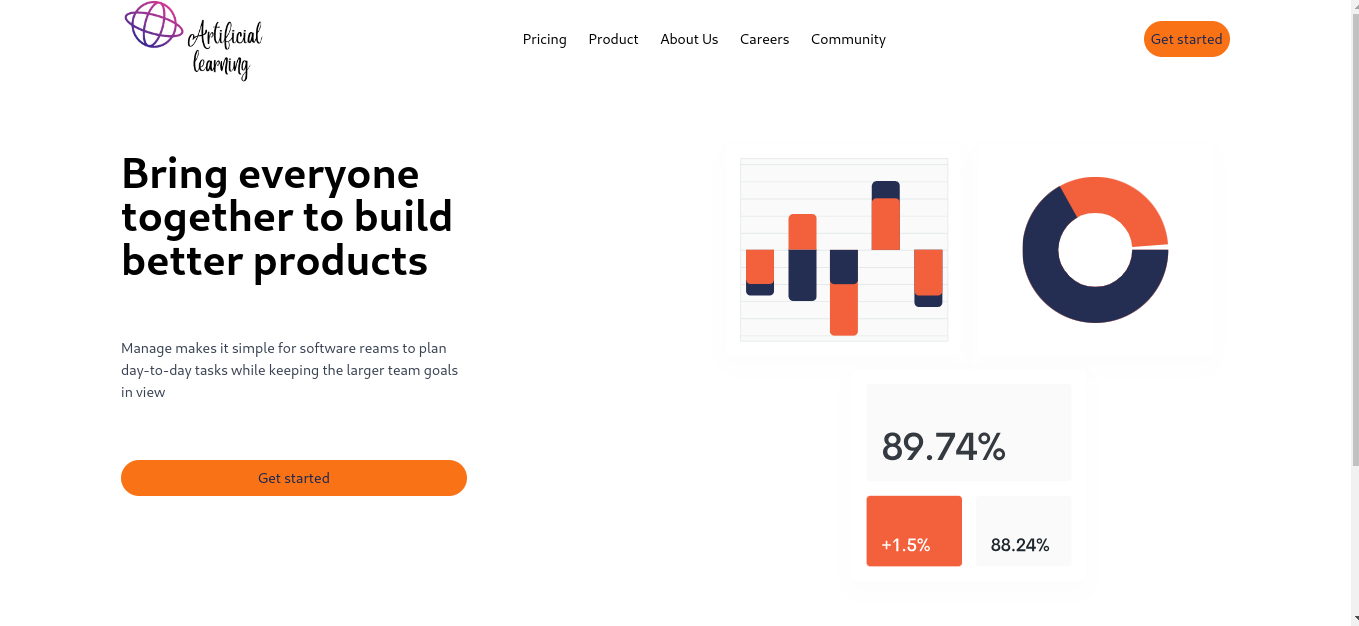 Artificial
learning
Pricing Product About Us Careers Community
Get started
Bring everyone
together to build
better products
Manage makes it simple for software reams to plan
day-to-day tasks while keeping the larger team goals
in view
Get started
89.74%
+1.5% 88.24%